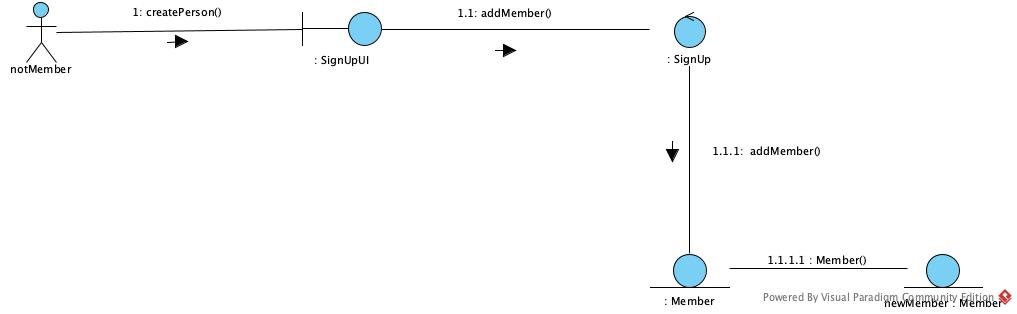 1: createPerson()
1.1: addMember()
: SignUpUI
: SignUp
notMember
1.1.1:  addMember()
1.1.1.1 : Member()
: Member
Powered By Visual Paradigm Community Edition
newMember : Member